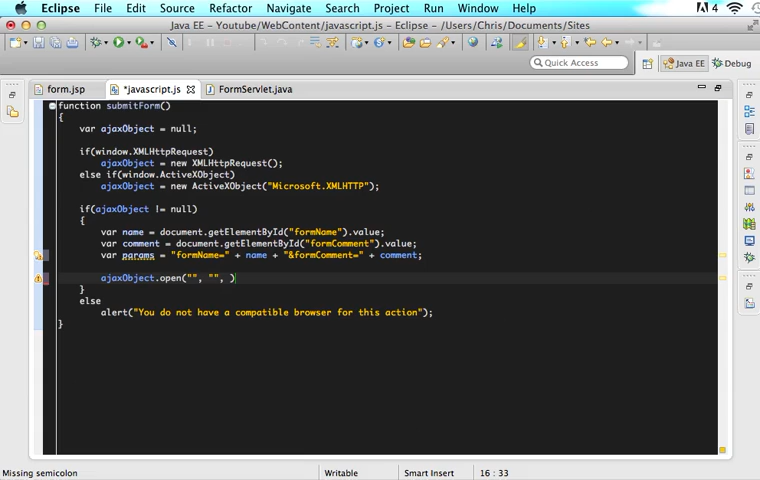 Eclipse File Edit Source Refactor Navigate Search Project Run Window Help 4
Java EE - Youtube/WebContent/javascript.js - Eclipse - /Users/Chris/Documents/Sites
Quick Access Java EE Debug
form.jsp *javascript.js FormServlet.java
function submitForm()
{
var ajaxObject = null;
if(window.XMLHttpRequest)
ajaxObject = new XMLHttpRequest();
else if(window.ActiveXObject)
ajaxObject = new ActiveXObject("Microsoft.XMLHTTP");
if(ajaxObject != null)
{
var name = document.getElementById("formName").value;
var comment = document.getElementById("formComment").value;
var params = "formName=" + name + "&formComment=" + comment;
ajaxObject.open("", "", )
}
else
alert("You do not have a compatible browser for this action");
}
Missing semicolon Writable Smart Insert 16 : 33